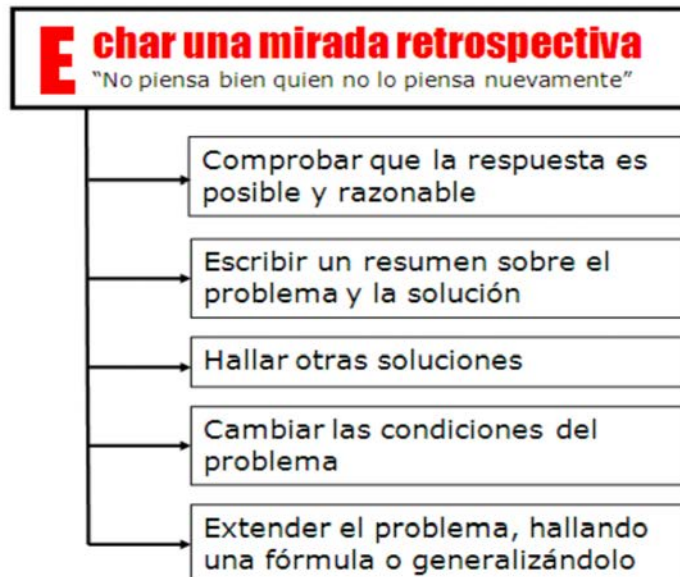 Echar una mirada retrospectiva
“No piensa bien quien no lo piensa nuevamente”
Comprobar que la respuesta es
posible y razonable
Escribir un resumen sobre el
problema y la solución
Hallar otras soluciones
Cambiar las condiciones del
problema
Extender el problema, hallando
una fórmula o generalizándolo